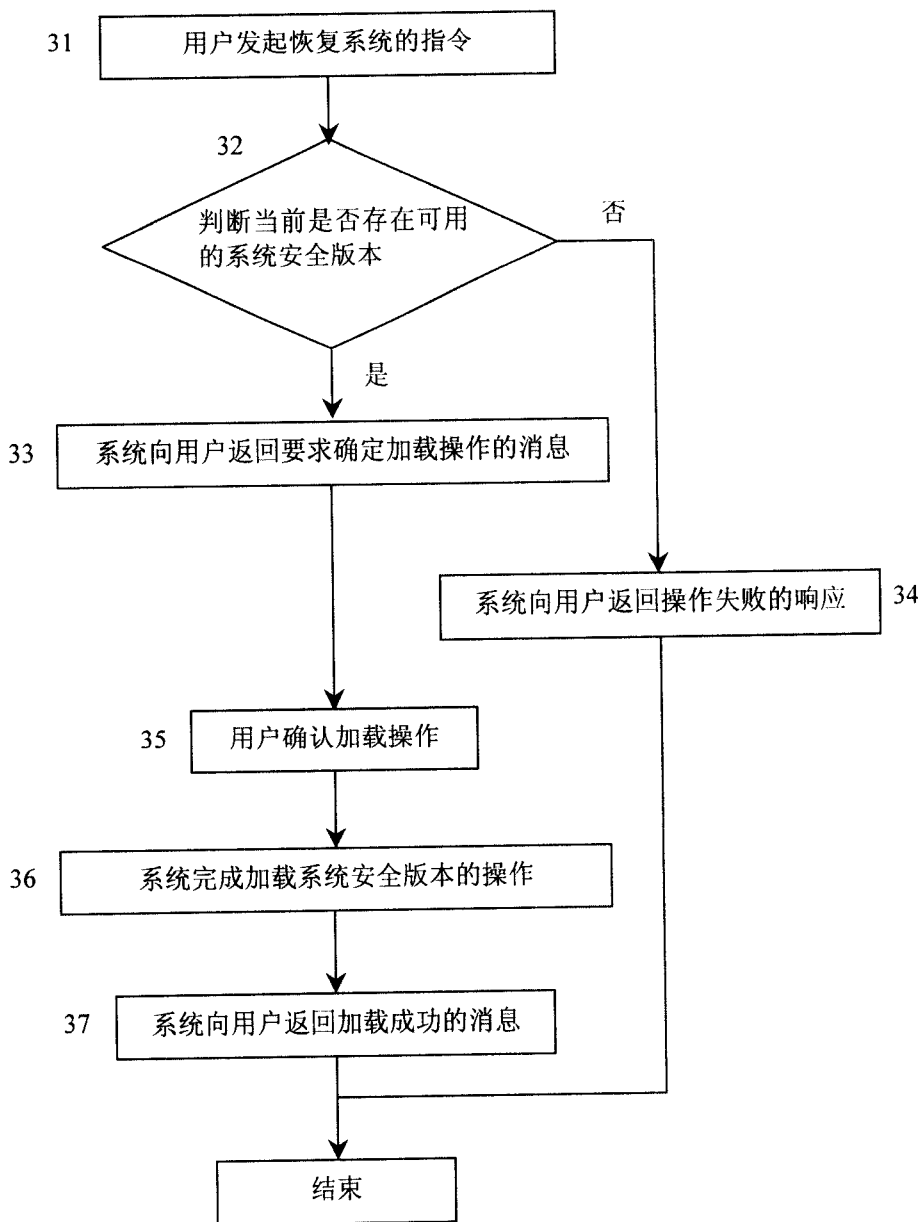 31
用户发起恢复系统的指令
32
判断当前是否存在可用
的系统安全版本
否
是
33
系统向用户返回要求确定加载操作的消息
系统向用户返回操作失败的响应
34
35
用户确认加载操作
36
系统完成加载系统安全版本的操作
37
系统向用户返回加载成功的消息
结束